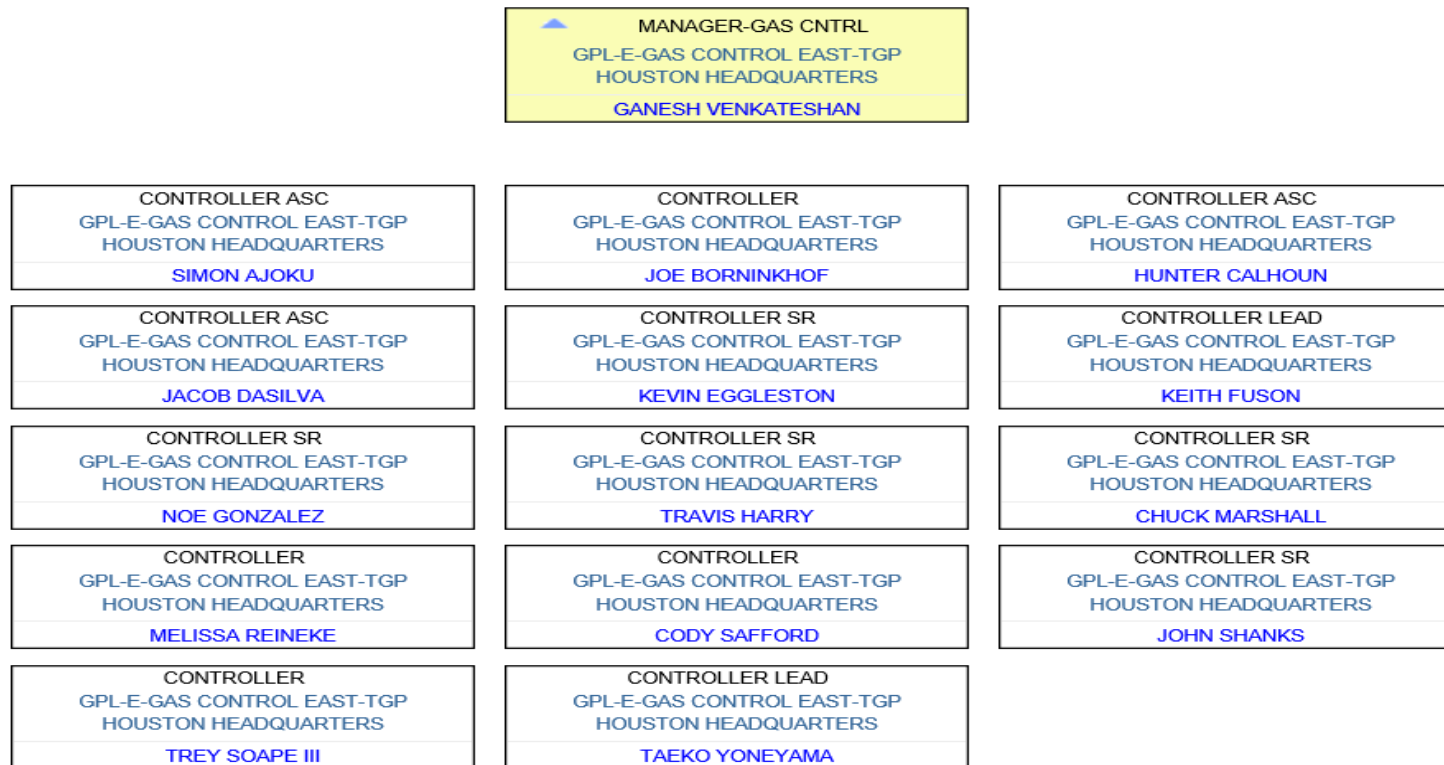 MANAGER-GAS CNTRL
GPL-E-GAS CONTROL EAST-TGP
HOUSTON HEADQUARTERS
GANESH VENKATESHAN
CONTROLLER ASC
GPL-E-GAS CONTROL EAST-TGP
HOUSTON HEADQUARTERS
SIMON AJOKU
CONTROLLER
GPL-E-GAS CONTROL EAST-TGP
HOUSTON HEADQUARTERS
JOE BORNINKHOF
CONTROLLER ASC
GPL-E-GAS CONTROL EAST-TGP
HOUSTON HEADQUARTERS
HUNTER CALHOUN
CONTROLLER ASC
GPL-E-GAS CONTROL EAST-TGP
HOUSTON HEADQUARTERS
JACOB DASILVA
CONTROLLER SR
GPL-E-GAS CONTROL EAST-TGP
HOUSTON HEADQUARTERS
KEVIN EGGLESTON
CONTROLLER LEAD
GPL-E-GAS CONTROL EAST-TGP
HOUSTON HEADQUARTERS
KEITH FUSON
CONTROLLER SR
GPL-E-GAS CONTROL EAST-TGP
HOUSTON HEADQUARTERS
NOE GONZALEZ
CONTROLLER SR
GPL-E-GAS CONTROL EAST-TGP
HOUSTON HEADQUARTERS
TRAVIS HARRY
CONTROLLER SR
GPL-E-GAS CONTROL EAST-TGP
HOUSTON HEADQUARTERS
CHUCK MARSHALL
CONTROLLER
GPL-E-GAS CONTROL EAST-TGP
HOUSTON HEADQUARTERS
MELISSA REINEKE
CONTROLLER
GPL-E-GAS CONTROL EAST-TGP
HOUSTON HEADQUARTERS
CODY SAFFORD
CONTROLLER SR
GPL-E-GAS CONTROL EAST-TGP
HOUSTON HEADQUARTERS
JOHN SHANKS
CONTROLLER
GPL-E-GAS CONTROL EAST-TGP
HOUSTON HEADQUARTERS
TREY SOAPE III
CONTROLLER LEAD
GPL-E-GAS CONTROL EAST-TGP
HOUSTON HEADQUARTERS
TAEKO YONEYAMA